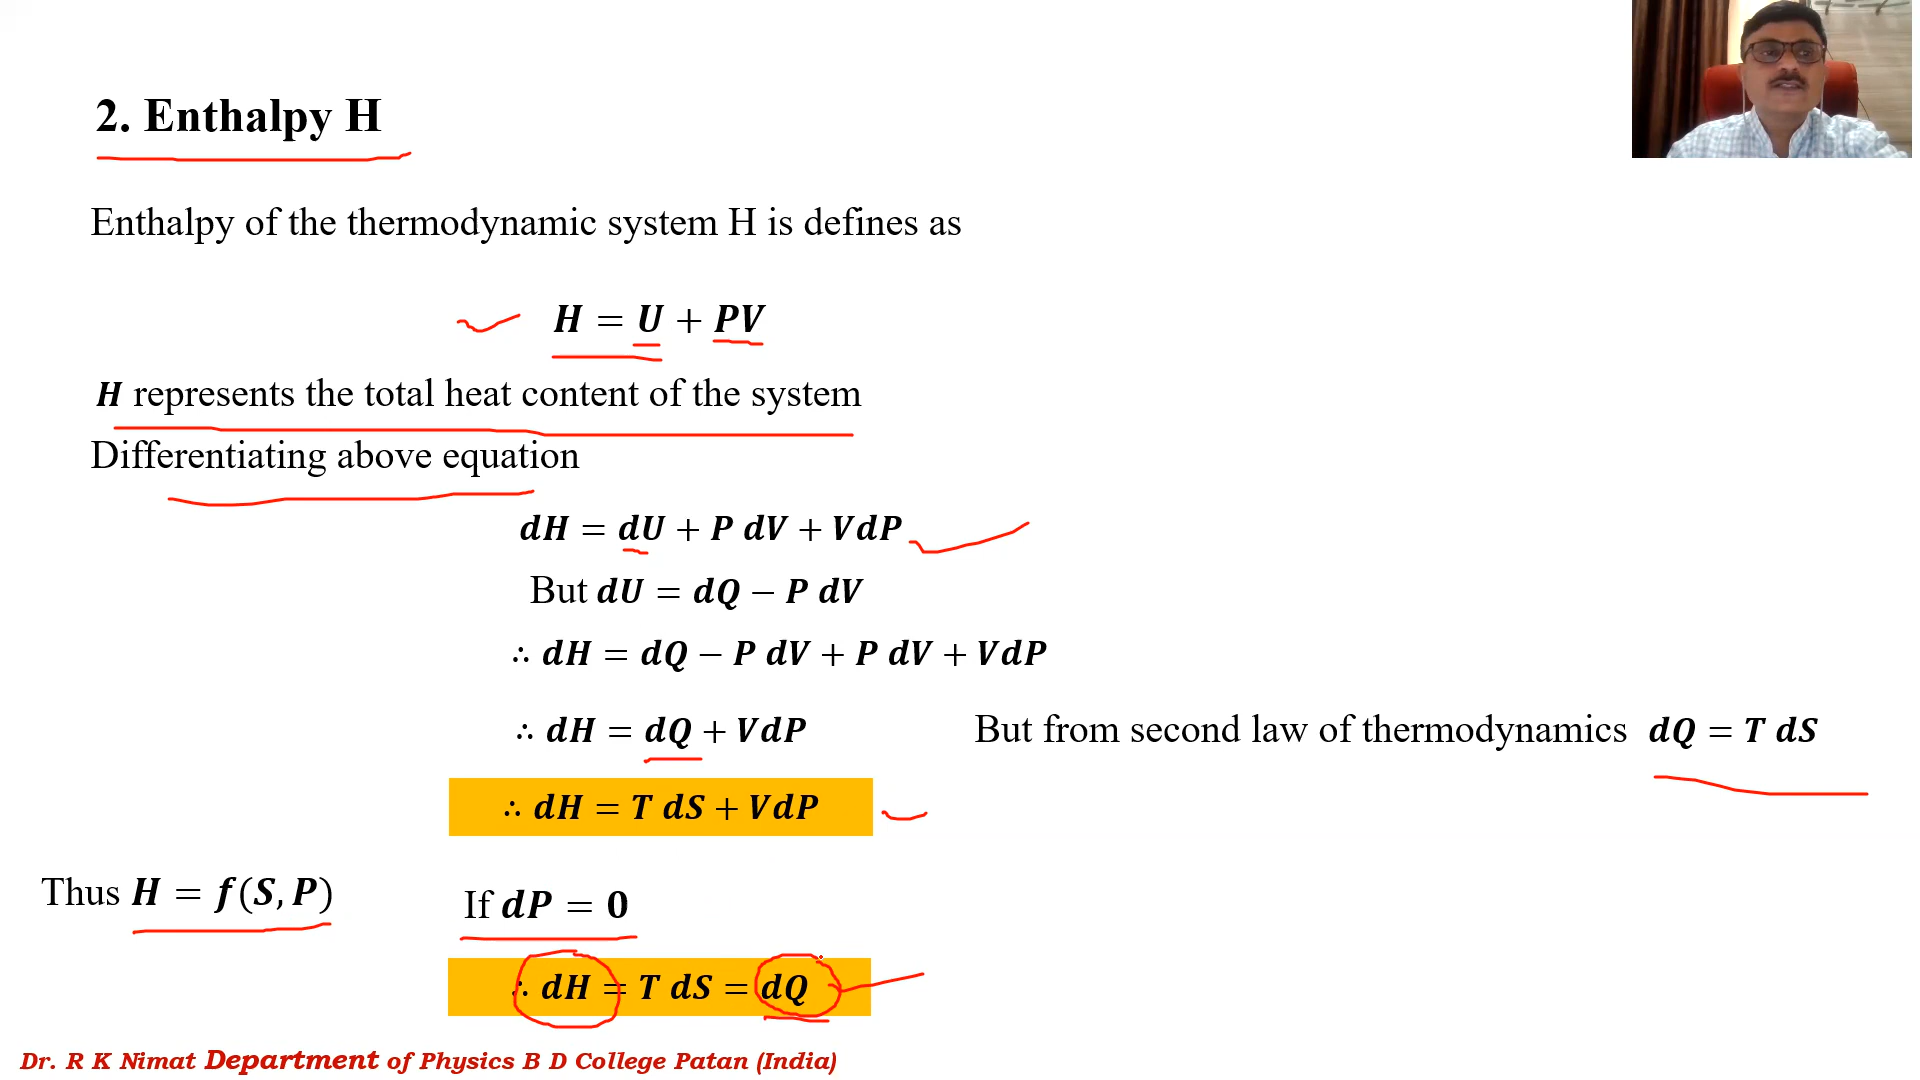 2. Enthalpy H
Enthalpy of the thermodynamic system H is defines as
H = U + PV
H represents the total heat content of the system
Differentiating above equation
dH = dU + P dV + VdP
But dU = dQ − P dV
∴ dH = dQ − P dV + P dV + VdP
∴ dH = dQ + VdP
But from second law of thermodynamics dQ = T dS
∴ dH = T dS + VdP
Thus H = f(S, P)
If dP = 0
∴ dH = T dS = dQ
Dr. R K Nimat Department of Physics B D College Patan (India)